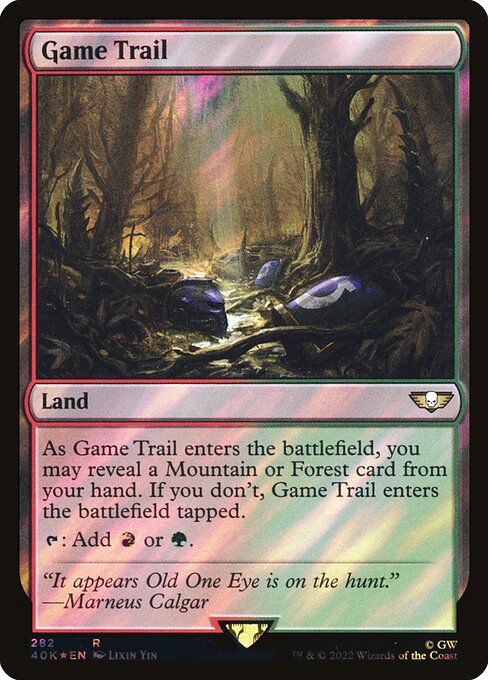 Game Trail
Land
As Game Trail enters the battlefield, you
may reveal a Mountain or Forest card from
your hand. If you don't, Game Trail enters
the battlefield tapped.
: Add or .
"It appears Old One Eye is on the hunt."
—Marneus Calgar
282 R © GW
40K★EN Lixin Yin ™ & © 2022 Wizards of the Coast